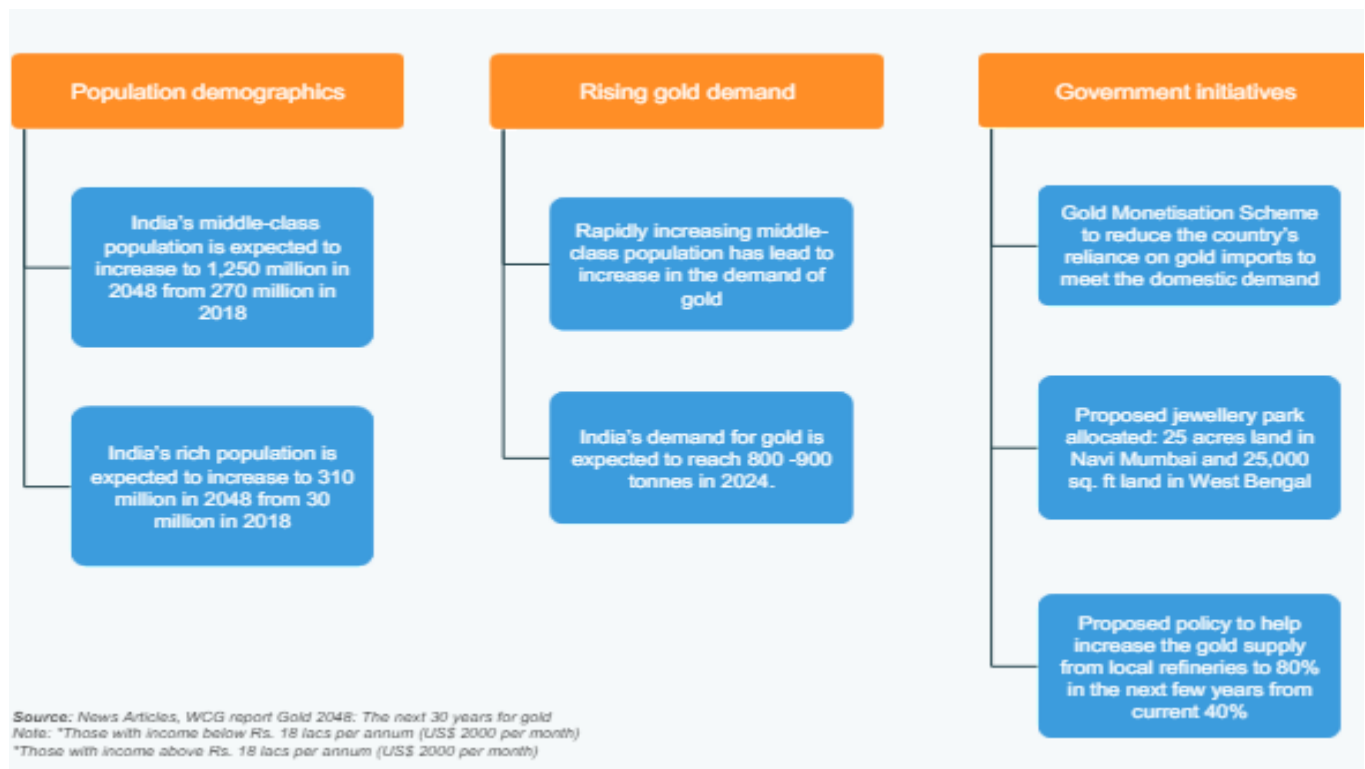 Population demographics
India's middle-class
population is expected to
increase to 1,250 million in
2048 from 270 million in
2018
India's rich population is
expected to increase to 310
million in 2048 from 30
million in 2018
Rising gold demand
Rapidly increasing middle-
class population has lead to
increase in the demand of
gold
India's demand for gold is
expected to reach 800 -900
tonnes in 2024.
Government initiatives
Gold Monetisation Scheme
to reduce the country's
reliance on gold imports to
meet the domestic demand
Proposed jewellery park
allocated: 25 acres land in
Navi Mumbai and 25,000
sq. ft land in West Bengal
Proposed policy to help
increase the gold supply
from local refineries to 80%
in the next few years from
current 40%
Source: News Articles, WCG report Gold 2048: The next 30 years for gold
Note: *Those with income below Rs. 18 lacs per annum (US$ 2000 per month)
*Those with income above Rs. 18 lacs per annum (US$ 2000 per month)